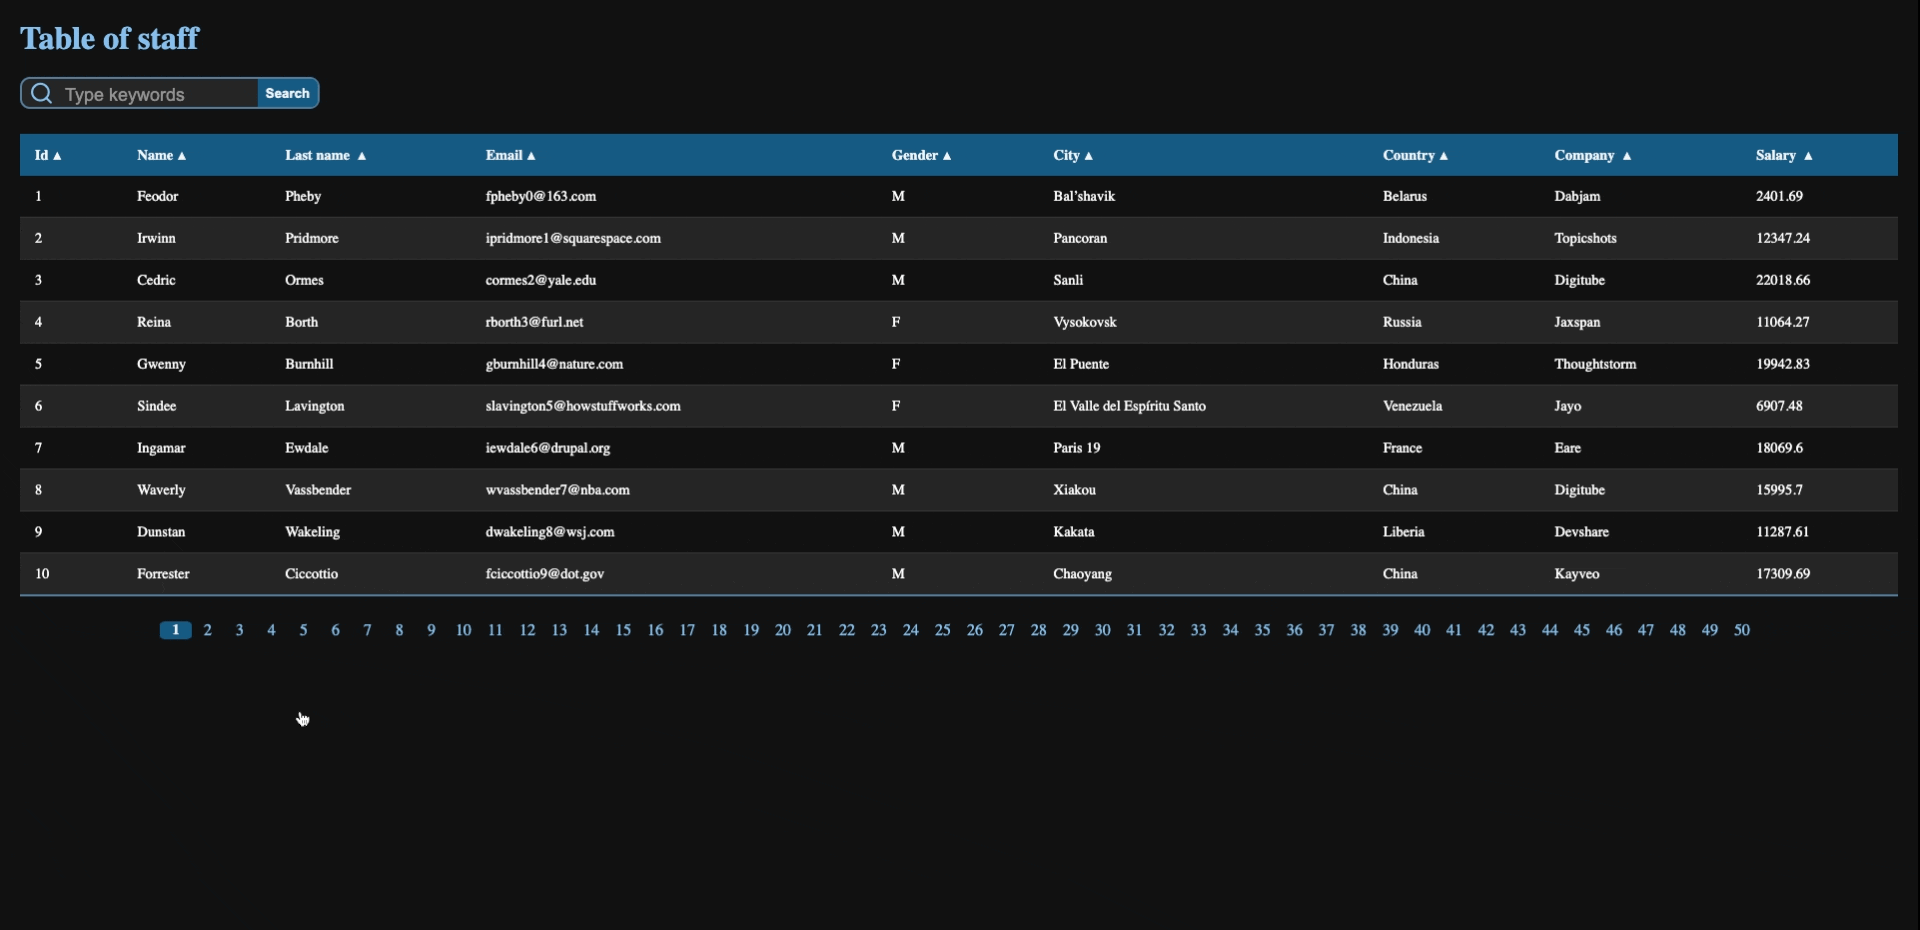 Table of staff
Type keywords Search
Id ▲ Name ▲ Last name ▲ Email ▲ Gender ▲ City ▲ Country ▲ Company ▲ Salary ▲
1 Feodor Pheby fpheby0@163.com M Bal'shavik Belarus Dabjam 2401.69
2 Irwinn Pridmore ipridmore1@squarespace.com M Pancoran Indonesia Topicshots 12347.24
3 Cedric Ormes cormes2@yale.edu M Sanli China Digitube 22018.66
4 Reina Borth rborth3@furl.net F Vysokovsk Russia Jaxspan 11064.27
5 Gwenny Burnhill gburnhill4@nature.com F El Puente Honduras Thoughtstorm 19942.83
6 Sindee Lavington slavington5@howstuffworks.com F El Valle del Espíritu Santo Venezuela Jayo 6907.48
7 Ingamar Ewdale iewdale6@drupal.org M Paris 19 France Eare 18069.6
8 Waverly Vassbender wvassbender7@nba.com M Xiakou China Digitube 15995.7
9 Dunstan Wakeling dwakeling8@wsj.com M Kakata Liberia Devshare 11287.61
10 Forrester Ciccottio fciccottio9@dot.gov M Chaoyang China Kayveo 17309.69
1 2 3 4 5 6 7 8 9 10 11 12 13 14 15 16 17 18 19 20 21 22 23 24 25 26 27 28 29 30 31 32 33 34 35 36 37 38 39 40 41 42 43 44 45 46 47 48 49 50